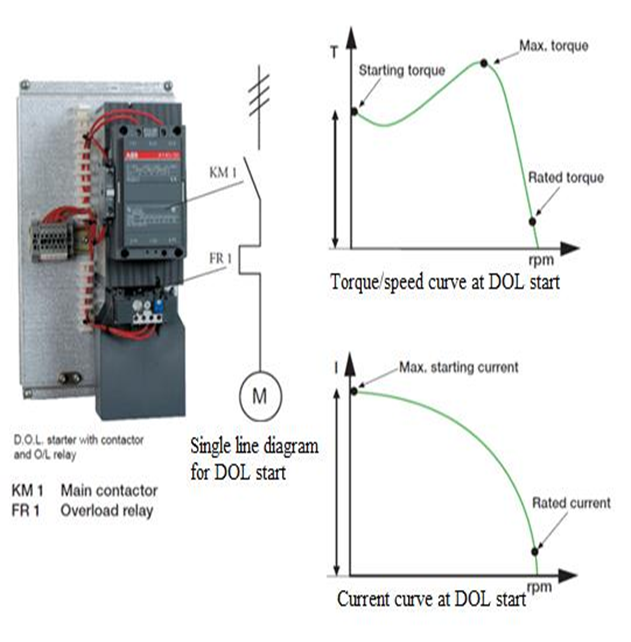 ABB
D.O.L. starter with contactor
and O/L relay
KM 1 Main contactor
FR 1 Overload relay
KM 1
FR 1
M
Single line diagram
for DOL start
T
Starting torque
Max. torque
Rated torque
rpm
Torque/speed curve at DOL start
I
Max. starting current
Rated current
rpm
Current curve at DOL start